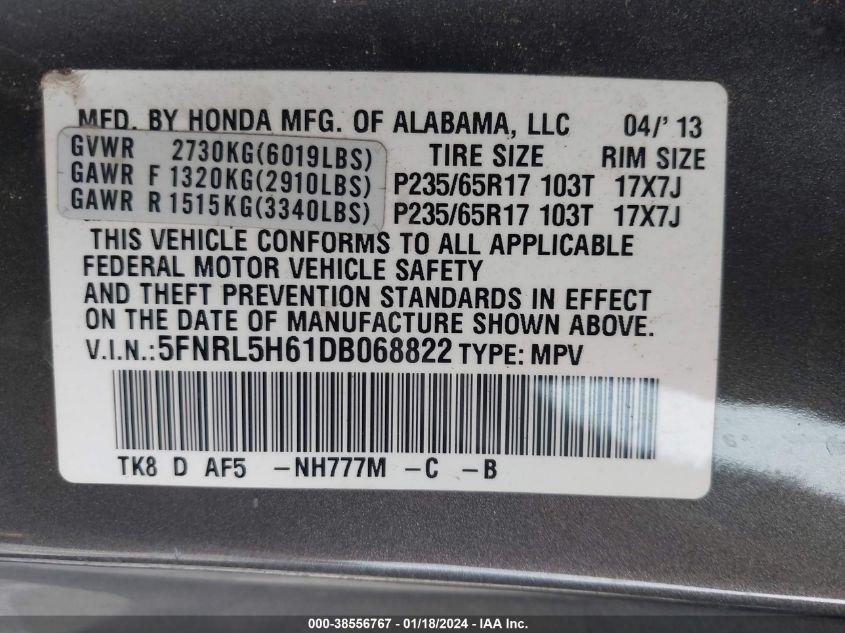 MFD. BY HONDA MFG. OF ALABAMA, LLC 04/' 13
GVWR 2730KG(6019LBS) TIRE SIZE RIM SIZE
GAWR F 1320KG(2910LBS) P235/65R17 103T 17X7J
GAWR R 1515KG(3340LBS) P235/65R17 103T 17X7J
THIS VEHICLE CONFORMS TO ALL APPLICABLE
FEDERAL MOTOR VEHICLE SAFETY
AND THEFT PREVENTION STANDARDS IN EFFECT
ON THE DATE OF MANUFACTURE SHOWN ABOVE.
V.I.N.: 5FNRL5H61DB068822 TYPE: MPV
TK8 D AF5 -NH777M -C -B
000-38556767 - 01/18/2024 - IAA Inc.